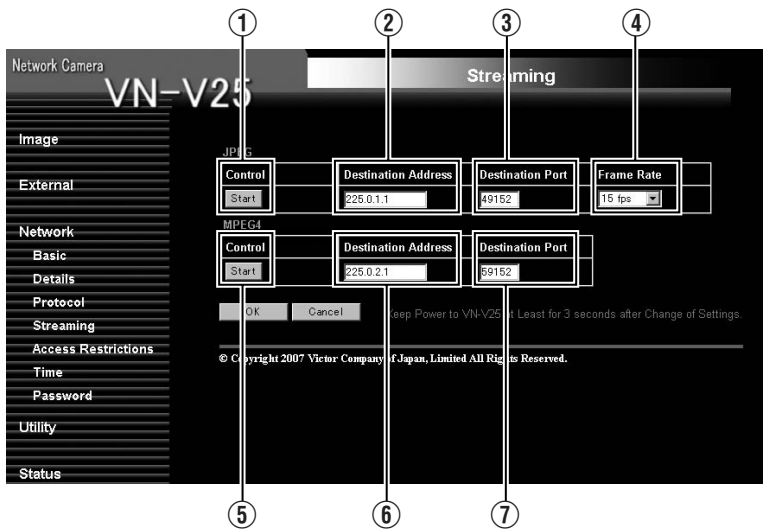 ① ② ③ ④
Network Camera
VN-V25
Streaming
Image
External
Network
Basic
Details
Protocol
Streaming
Access Restrictions
Time
Password
Utility
Status
JPEG
Control Destination Address Destination Port Frame Rate
Start 225.0.1.1 49152 15 fps
MPEG4
Control Destination Address Destination Port
Start 225.0.2.1 59152
OK Cancel Keep Power to VN-V25 at Least for 3 seconds after Change of Settings.
© Copyright 2007 Victor Company of Japan, Limited All Rights Reserved.
⑤ ⑥ ⑦